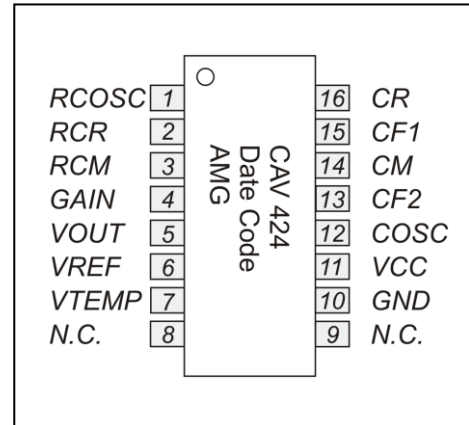 RCOSC 1 16 CR
RCR 2 15 CF1
RCM 3 14 CM
GAIN 4 13 CF2
VOUT 5 12 COSC
VREF 6 11 VCC
VTEMP 7 10 GND
N.C. 8 9 N.C.
CAV 424
Date Code
AMG